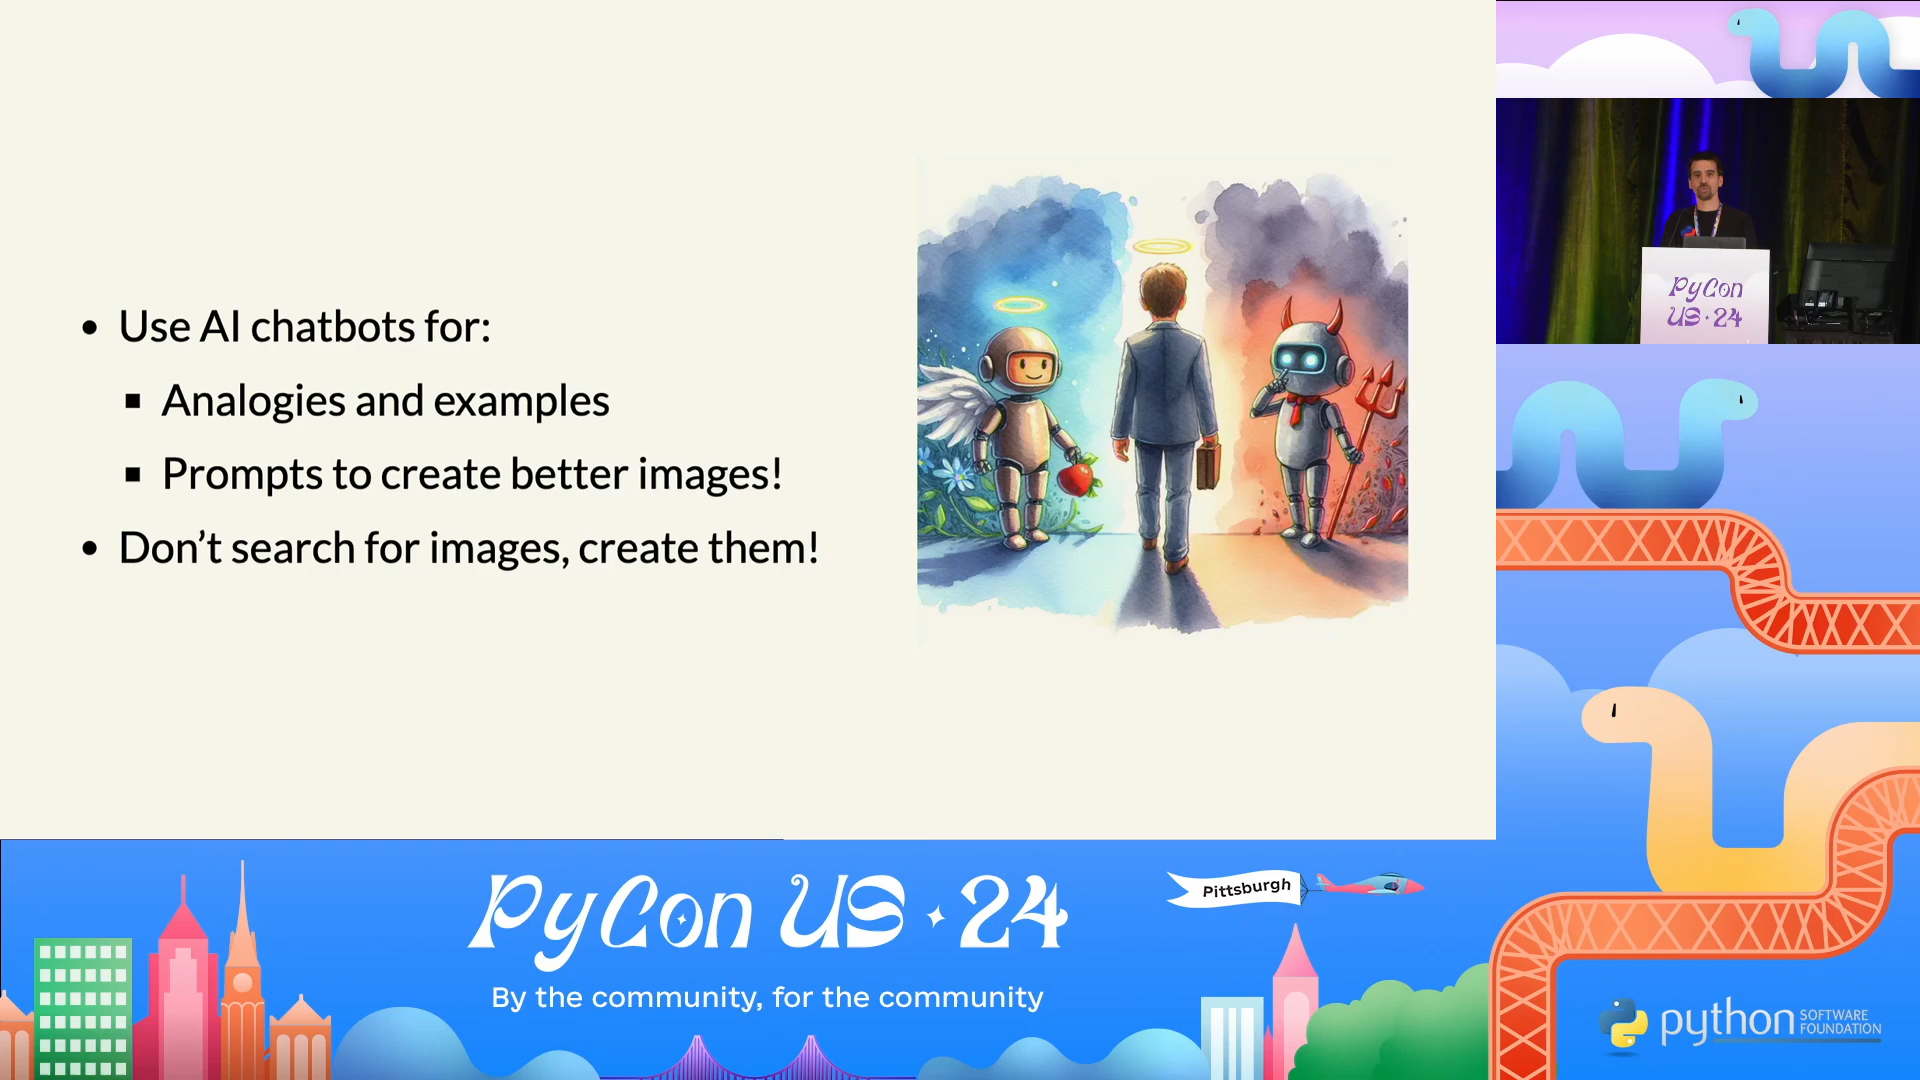 Use AI chatbots for:
Analogies and examples
Prompts to create better images!
Don’t search for images, create them!
PyCon
US · 24
PyCon US · 24
By the community, for the community
Pittsburgh
python
SOFTWARE
FOUNDATION